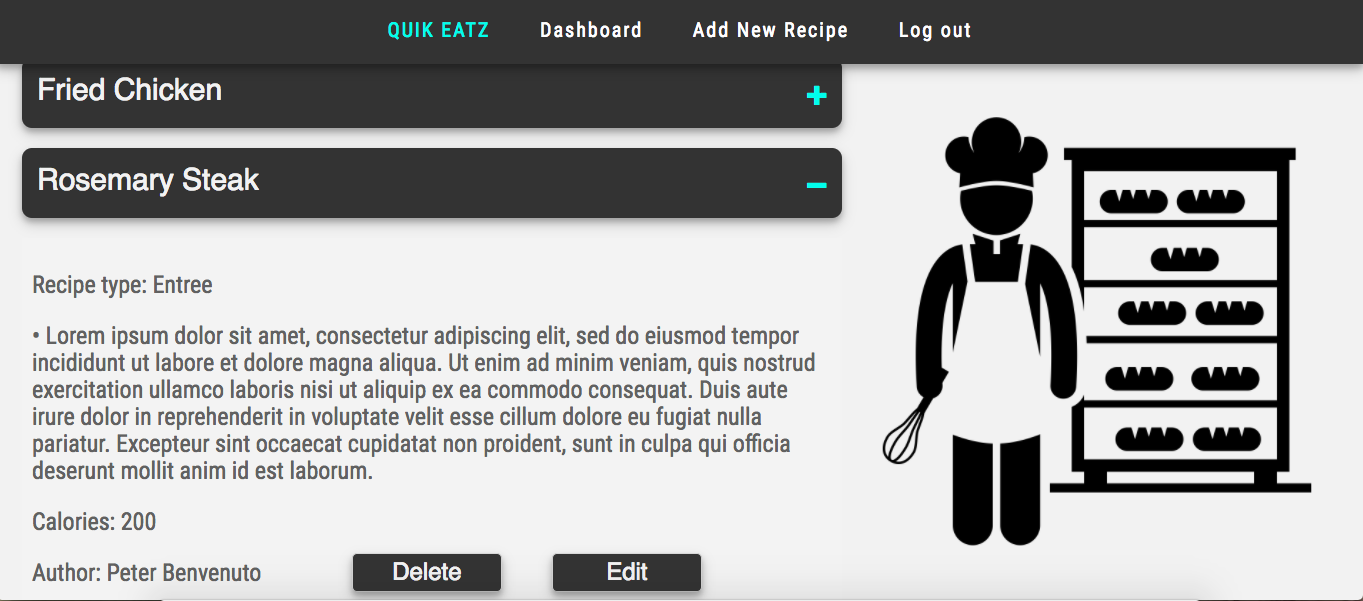 QUIK EATZ Dashboard Add New Recipe Log out
Fried Chicken +
Rosemary Steak −
Recipe type: Entree
• Lorem ipsum dolor sit amet, consectetur adipiscing elit, sed do eiusmod tempor
incididunt ut labore et dolore magna aliqua. Ut enim ad minim veniam, quis nostrud
exercitation ullamco laboris nisi ut aliquip ex ea commodo consequat. Duis aute
irure dolor in reprehenderit in voluptate velit esse cillum dolore eu fugiat nulla
pariatur. Excepteur sint occaecat cupidatat non proident, sunt in culpa qui officia
deserunt mollit anim id est laborum.
Calories: 200
Author: Peter Benvenuto Delete Edit